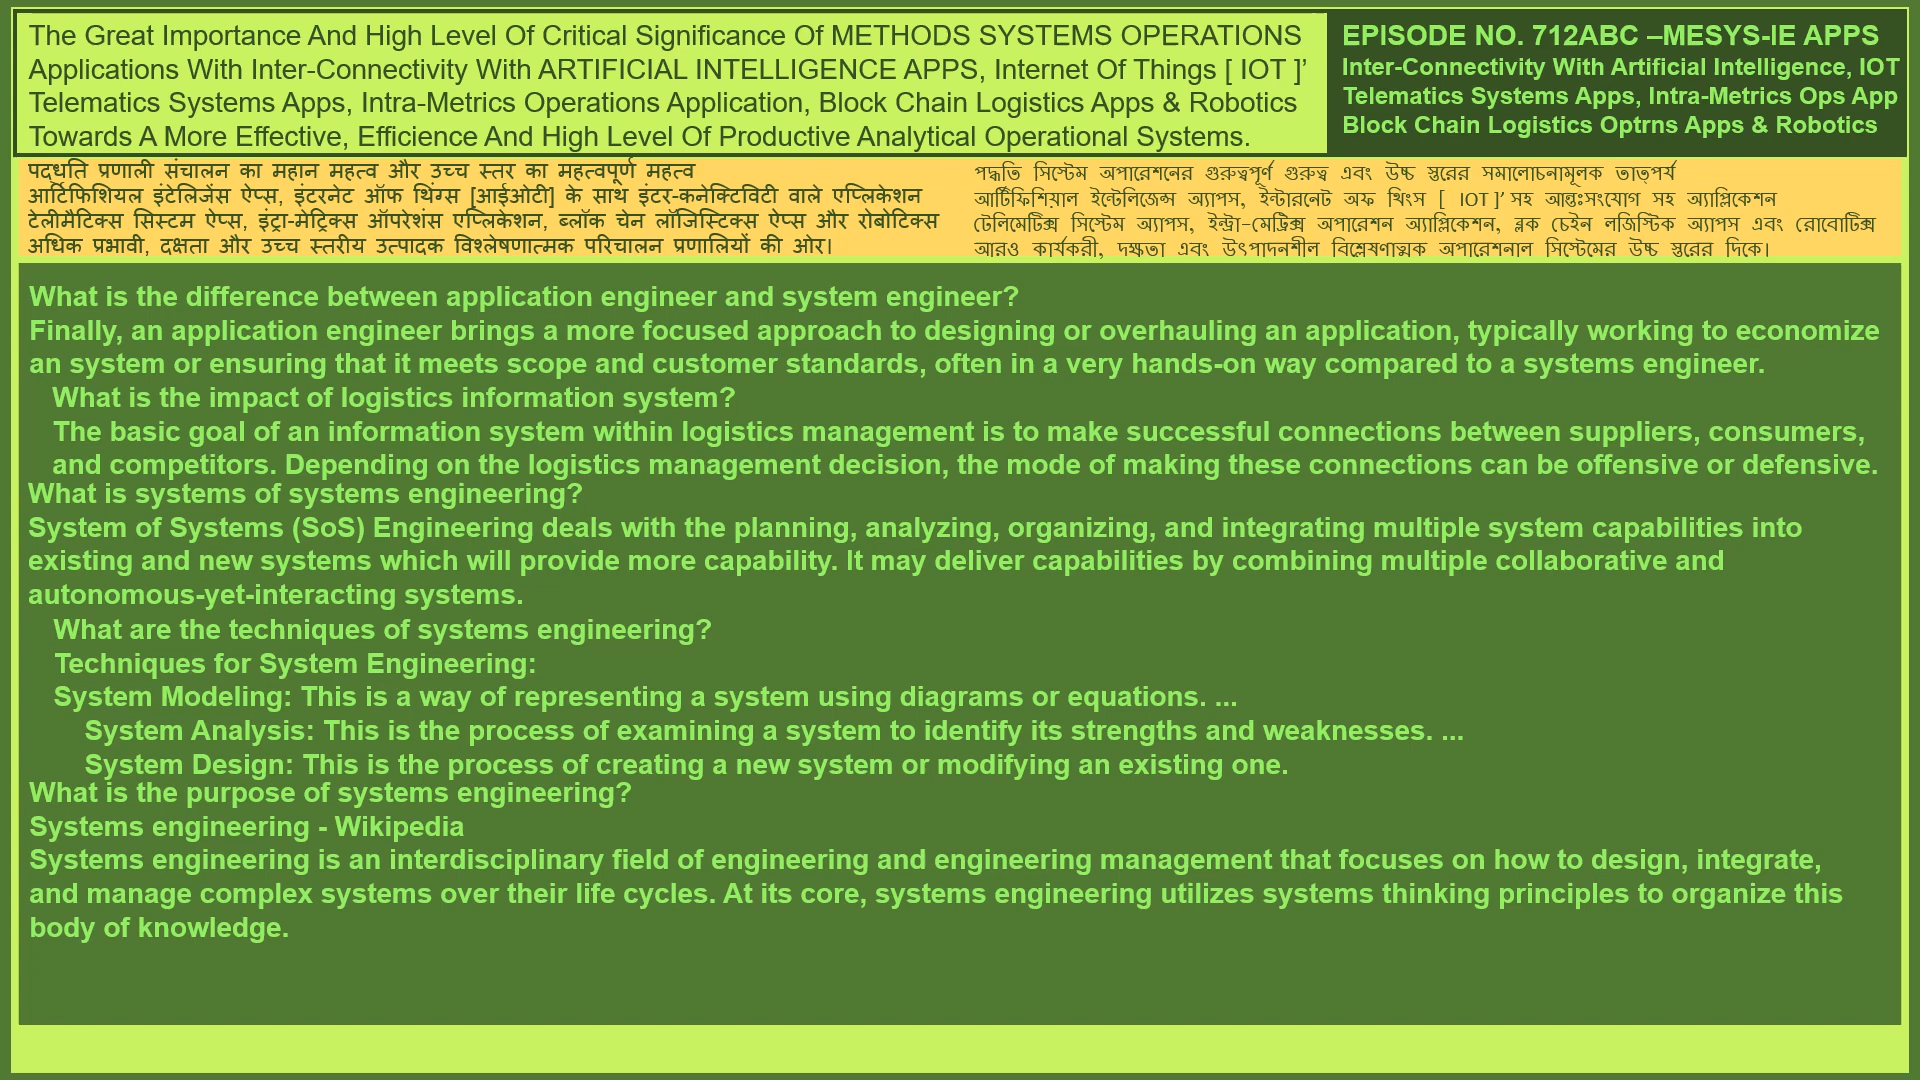 The Great Importance And High Level Of Critical Significance Of METHODS SYSTEMS OPERATIONS
Applications With Inter-Connectivity With ARTIFICIAL INTELLIGENCE APPS, Internet Of Things [ IOT ]’
Telematics Systems Apps, Intra-Metrics Operations Application, Block Chain Logistics Apps & Robotics
Towards A More Effective, Efficience And High Level Of Productive Analytical Operational Systems.
EPISODE NO. 712ABC –MESYS-IE APPS
Inter-Connectivity With Artificial Intelligence, IOT
Telematics Systems Apps, Intra-Metrics Ops App
Block Chain Logistics Optrns Apps & Robotics
पद्धति प्रणाली संचालन का महान महत्व और उच्च स्तर का महत्वपूर्ण महत्व
आर्टिफिशियल इंटेलिजेंस ऐप्स, इंटरनेट ऑफ थिंग्स [आईओटी] के साथ इंटर-कनेक्टिविटी वाले एप्लिकेशन
टेलीमैटिक्स सिस्टम ऐप्स, इंट्रा-मेट्रिक्स ऑपरेशंस एप्लिकेशन, ब्लॉक चेन लॉजिस्टिक्स ऐप्स और रोबोटिक्स
अधिक प्रभावी, दक्षता और उच्च स्तरीय उत्पादक विश्लेषणात्मक परिचालन प्रणालियों की ओर।
পদ্ধতি সিস্টেম অপারেশনের গুরুত্বপূর্ণ গুরুত্ব এবং উচ্চ স্তরের সমালোচনামূলক তাত্পর্য
আর্টিফিশিয়াল ইন্টেলিজেন্স অ্যাপস, ইন্টারনেট অফ থিংস [ IOT ]’ সহ আন্তঃসংযোগ সহ অ্যাপ্লিকেশন
টেলিমেটিক্স সিস্টেম অ্যাপস, ইন্ট্রা-মেট্রিক্স অপারেশন অ্যাপ্লিকেশন, ব্লক চেইন লজিস্টিক অ্যাপস এবং রোবোটিক্স
আরও কার্যকরী, দক্ষতা এবং উৎপাদনশীল বিশ্লেষণাত্মক অপারেশনাল সিস্টেমের উচ্চ স্তরের দিকে।
What is the difference between application engineer and system engineer?
Finally, an application engineer brings a more focused approach to designing or overhauling an application, typically working to economize
an system or ensuring that it meets scope and customer standards, often in a very hands-on way compared to a systems engineer.
What is the impact of logistics information system?
The basic goal of an information system within logistics management is to make successful connections between suppliers, consumers,
and competitors. Depending on the logistics management decision, the mode of making these connections can be offensive or defensive.
What is systems of systems engineering?
System of Systems (SoS) Engineering deals with the planning, analyzing, organizing, and integrating multiple system capabilities into
existing and new systems which will provide more capability. It may deliver capabilities by combining multiple collaborative and
autonomous-yet-interacting systems.
What are the techniques of systems engineering?
Techniques for System Engineering:
System Modeling: This is a way of representing a system using diagrams or equations. ...
System Analysis: This is the process of examining a system to identify its strengths and weaknesses. ...
System Design: This is the process of creating a new system or modifying an existing one.
What is the purpose of systems engineering?
Systems engineering - Wikipedia
Systems engineering is an interdisciplinary field of engineering and engineering management that focuses on how to design, integrate,
and manage complex systems over their life cycles. At its core, systems engineering utilizes systems thinking principles to organize this
body of knowledge.